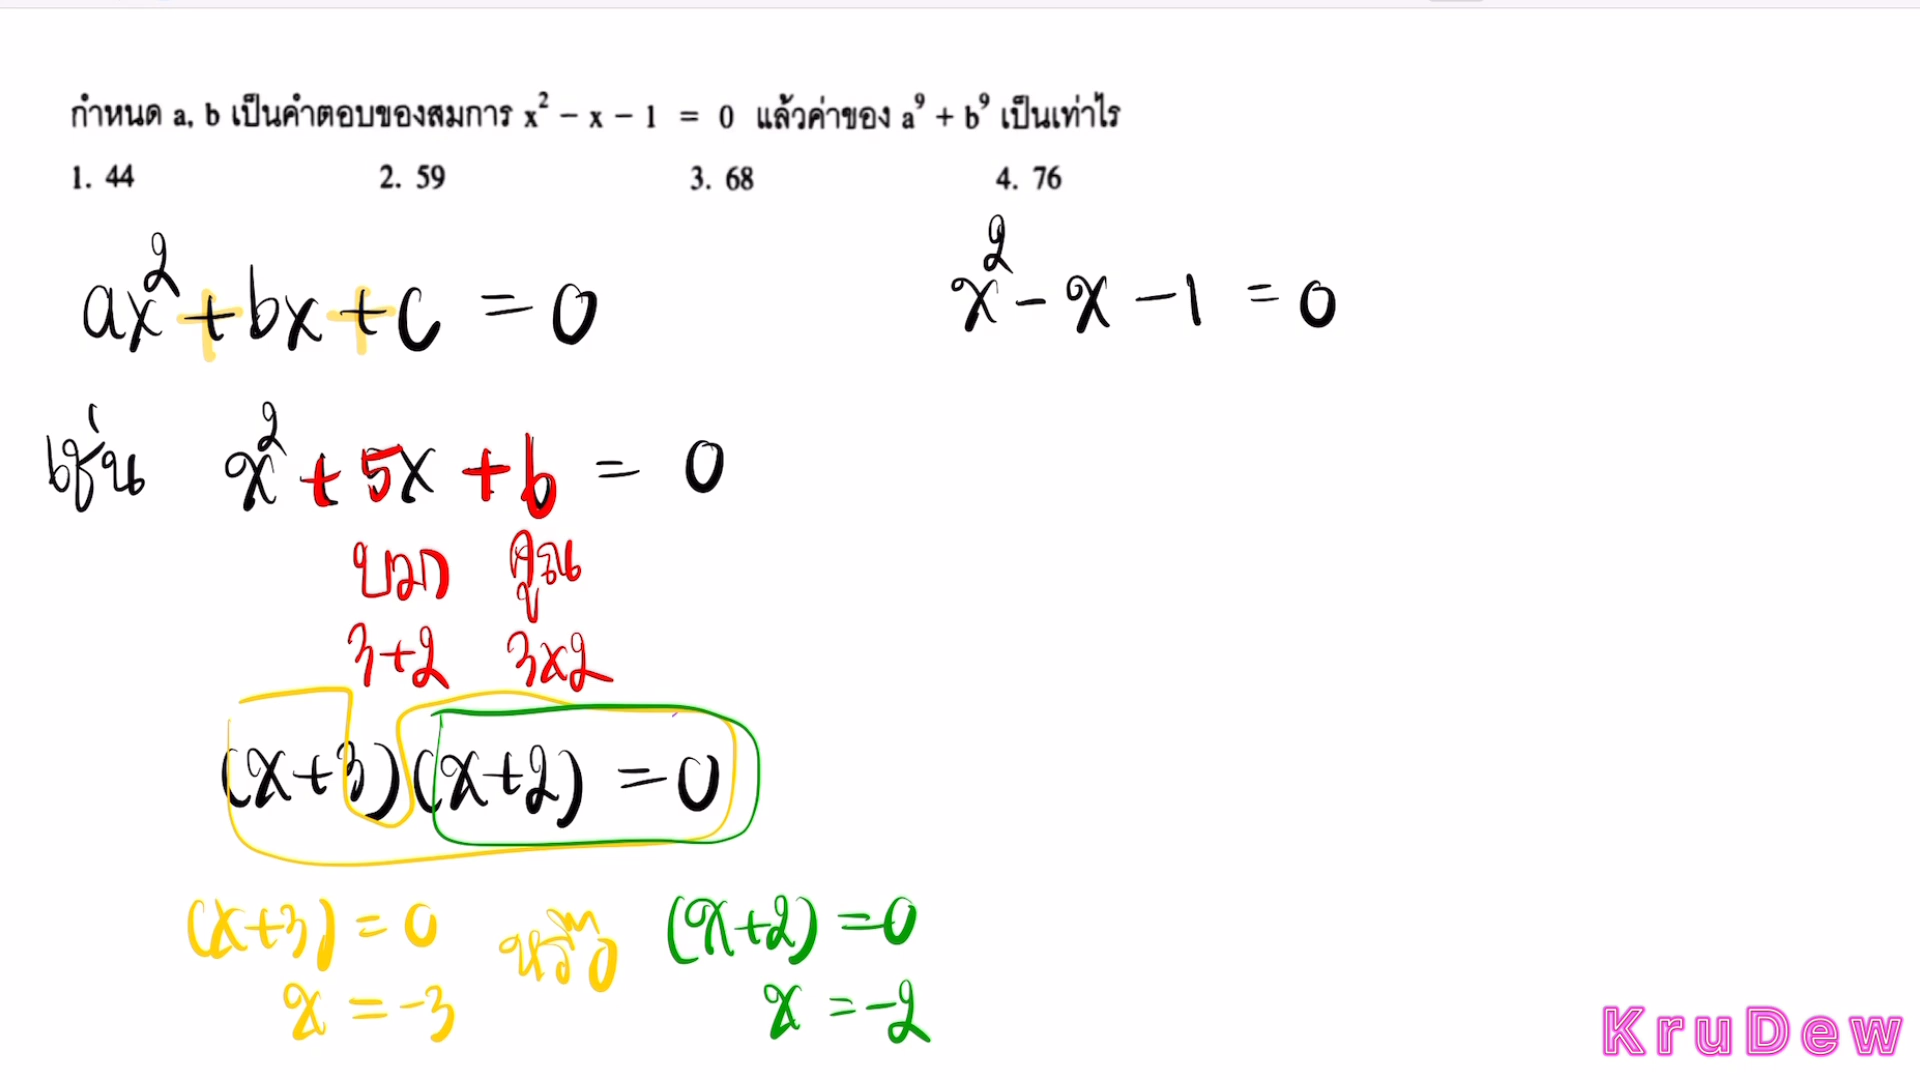 กำหนด a, b เป็นคำตอบของสมการ x² − x − 1 = 0 แล้วค่าของ a⁹ + b⁹ เป็นเท่าไร
1. 44 2. 59 3. 68 4. 76
ax² + bx + c = 0
x² − x − 1 = 0
เช่น x² + 5x + 6 = 0
บวก คูณ
3+2 3x2
(x+3)(x+2) = 0
(x+3) = 0 หรือ (x+2) = 0
x = -3 x = -2
KruDew